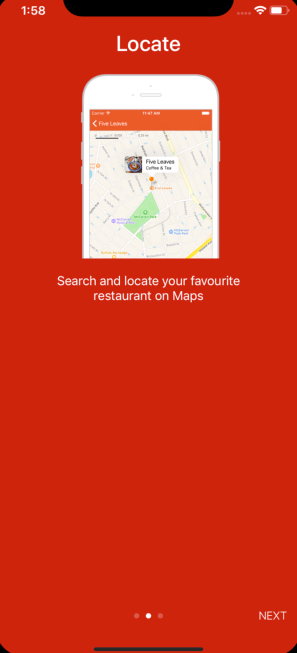 1:58
Locate
Carrier 11:47 AM
Five Leaves
Five Leaves
Coffee & Tea
Search and locate your favourite
restaurant on Maps
NEXT